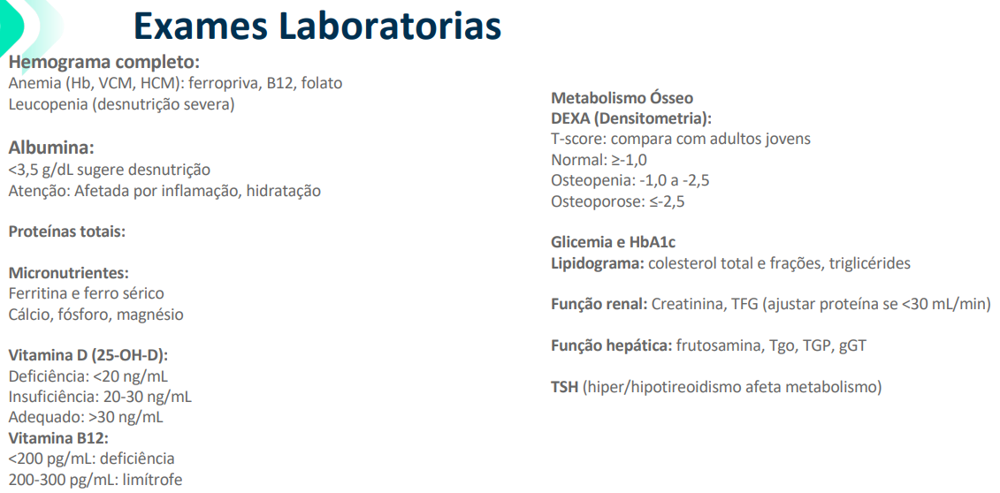 Exames Laboratorias
Hemograma completo:
Anemia (Hb, VCM, HCM): ferropriva, B12, folato
Leucopenia (desnutrição severa)
Albumina:
<3,5 g/dL sugere desnutrição
Atenção: Afetada por inflamação, hidratação
Proteínas totais:
Micronutrientes:
Ferritina e ferro sérico
Cálcio, fósforo, magnésio
Vitamina D (25-OH-D):
Deficiência: <20 ng/mL
Insuficiência: 20-30 ng/mL
Adequado: >30 ng/mL
Vitamina B12:
<200 pg/mL: deficiência
200-300 pg/mL: limítrofe
Metabolismo Ósseo
DEXA (Densitometria):
T-score: compara com adultos jovens
Normal: ≥-1,0
Osteopenia: -1,0 a -2,5
Osteoporose: ≤-2,5
Glicemia e HbA1c
Lipidograma: colesterol total e frações, triglicérides
Função renal: Creatinina, TFG (ajustar proteína se <30 mL/min)
Função hepática: frutosamina, Tgo, TGP, gGT
TSH (hiper/hipotireoidismo afeta metabolismo)